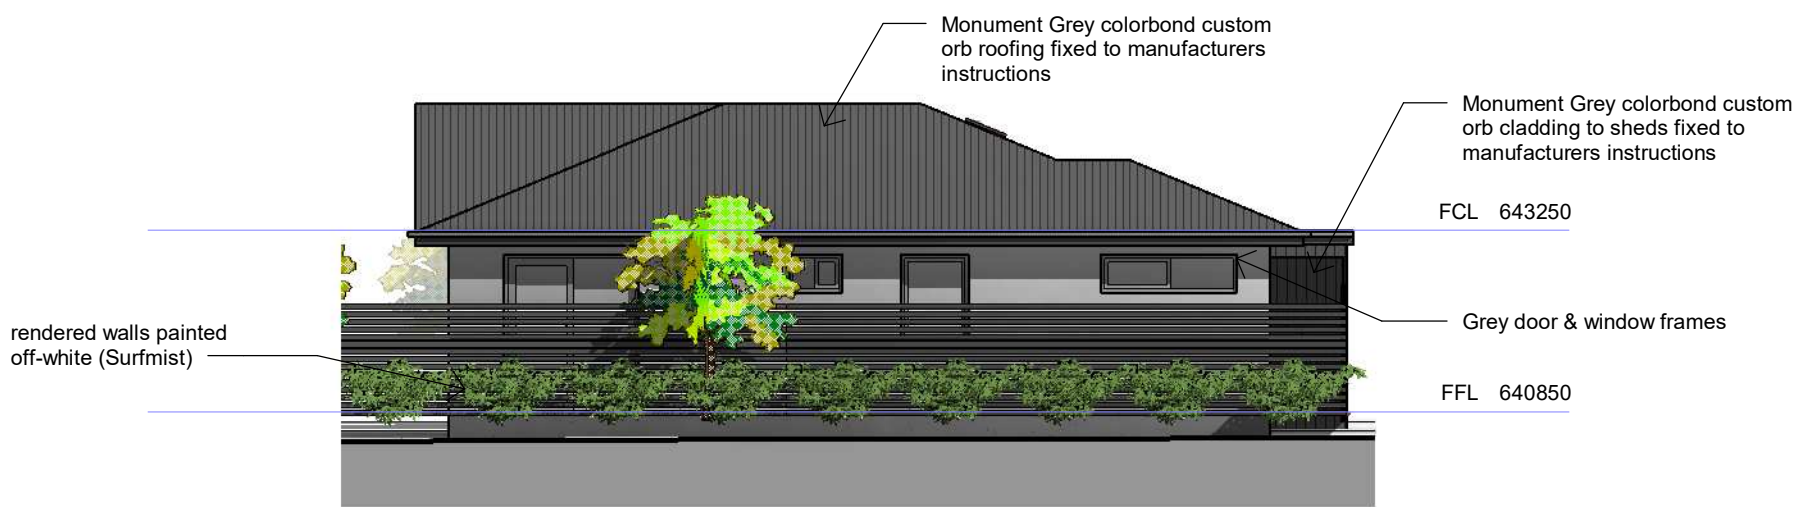 Monument Grey colorbond custom
orb roofing fixed to manufacturers
instructions
Monument Grey colorbond custom
orb cladding to sheds fixed to
manufacturers instructions
FCL 643250
Grey door & window frames
rendered walls painted
off-white (Surfmist)
FFL 640850